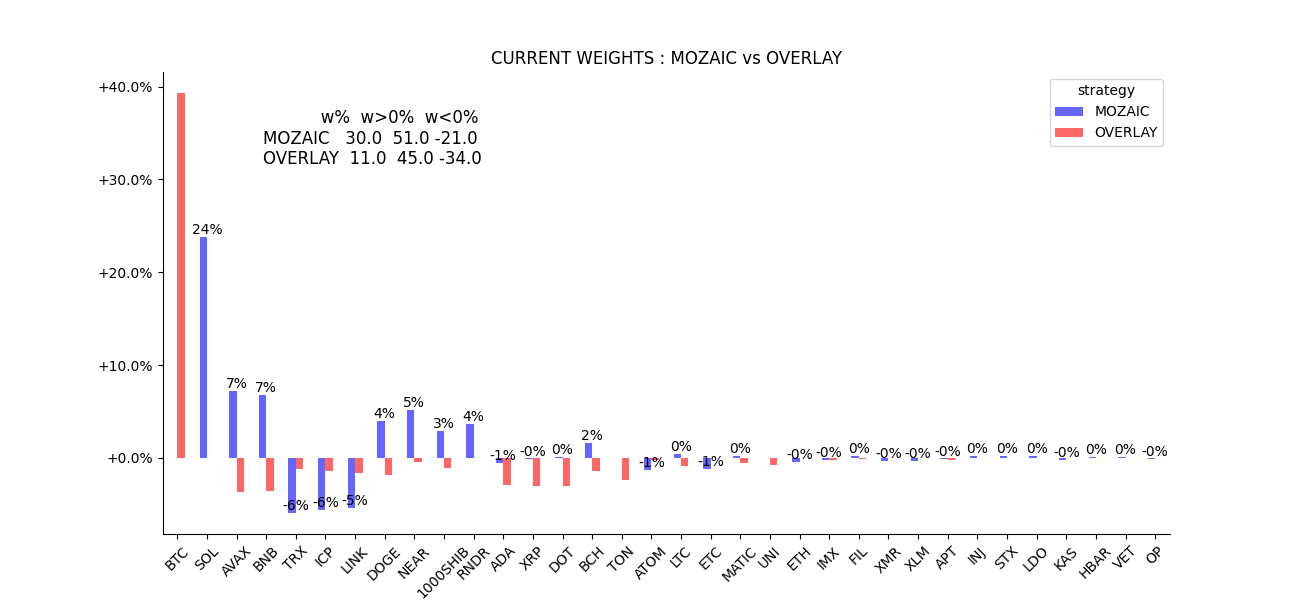 CURRENT WEIGHTS : MOZAIC vs OVERLAY
+40.0%
+30.0%
+20.0%
+10.0%
+0.0%
w% w>0% w<0%
MOZAIC 30.0 51.0 -21.0
OVERLAY 11.0 45.0 -34.0
strategy
MOZAIC
OVERLAY
24%
7%
7%
-6%
-6%
-5%
4%
5%
3%
4%
-1%
-0%
0%
2%
-1%
0%
-1%
0%
-0%
-0%
0%
-0%
-0%
-0%
0%
0%
0%
-0%
0%
0%
-0%
BTC
SOL
AVAX
BNB
TRX
ICP
LINK
DOGE
NEAR
1000SHIB
RNDR
ADA
XRP
DOT
BCH
TON
ATOM
LTC
ETC
MATIC
UNI
ETH
IMX
FIL
XMR
XLM
APT
INJ
STX
LDO
KAS
HBAR
VET
OP